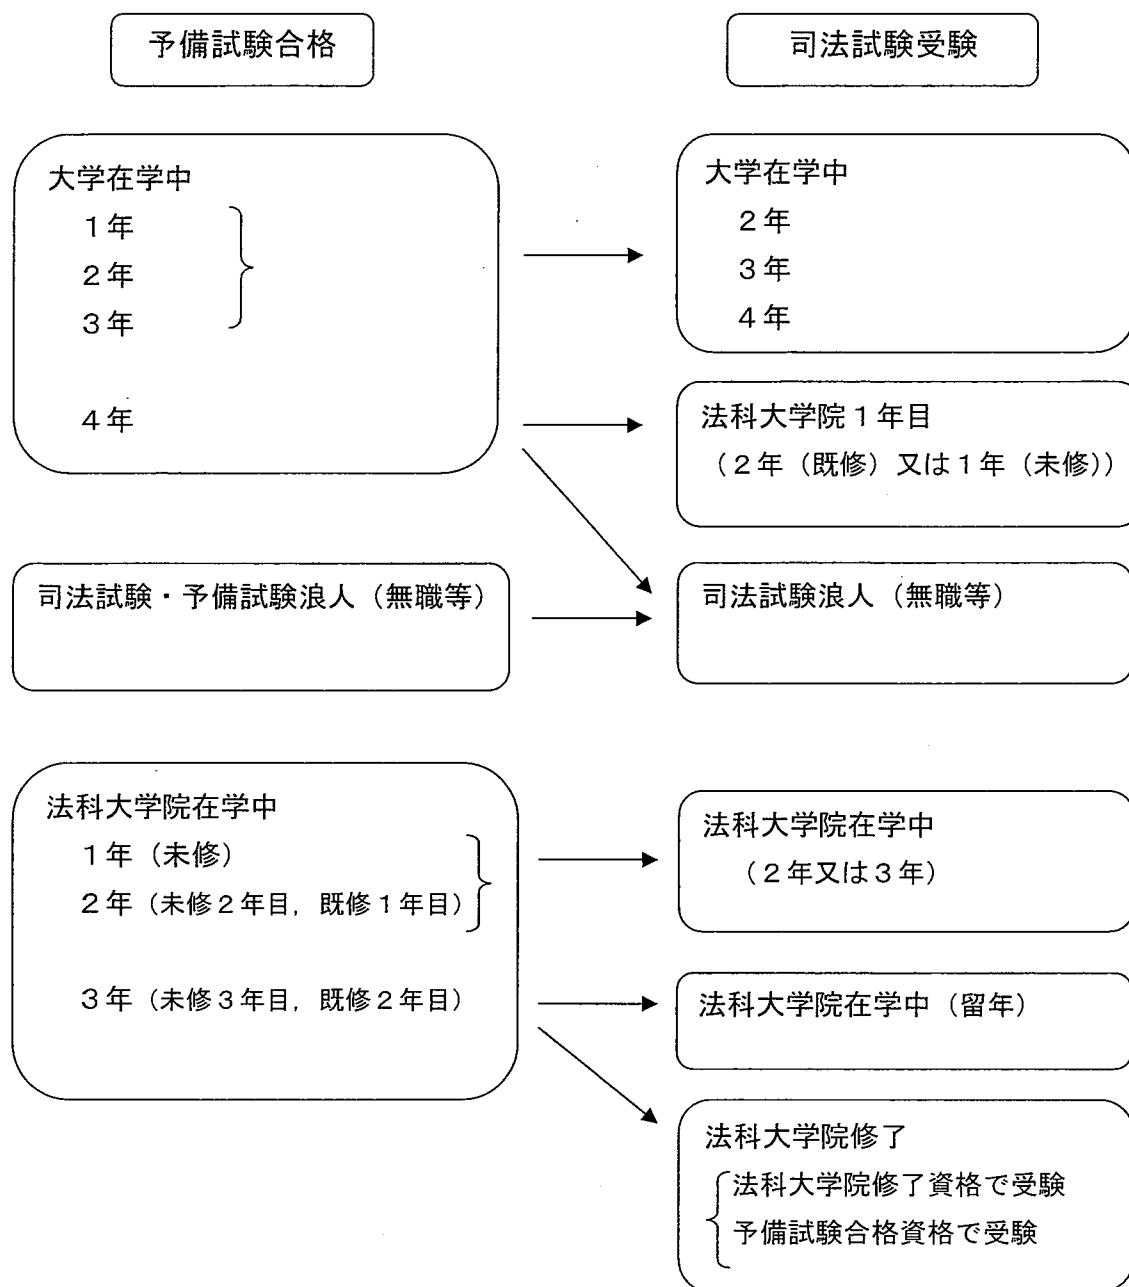 予備試験合格
司法試験受験
大学在学中
1年
2年
3年
4年
大学在学中
2年
3年
4年
法科大学院1年目
(2年(既修)又は1年(未修))
司法試験・予備試験浪人(無職等)
司法試験浪人(無職等)
法科大学院在学中
1年(未修)
2年(未修2年目,既修1年目)
3年(未修3年目,既修2年目)
法科大学院在学中
(2年又は3年)
法科大学院在学中(留年)
法科大学院修了
法科大学院修了資格で受験
予備試験合格資格で受験